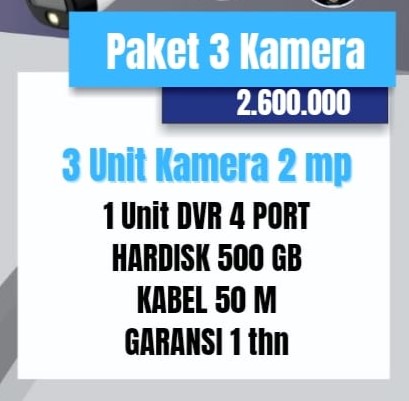 Paket 3 Kamera
2.600.000
3 Unit Kamera 2 mp
1 Unit DVR 4 PORT
HARDISK 500 GB
KABEL 50 M
GARANSI 1 thn